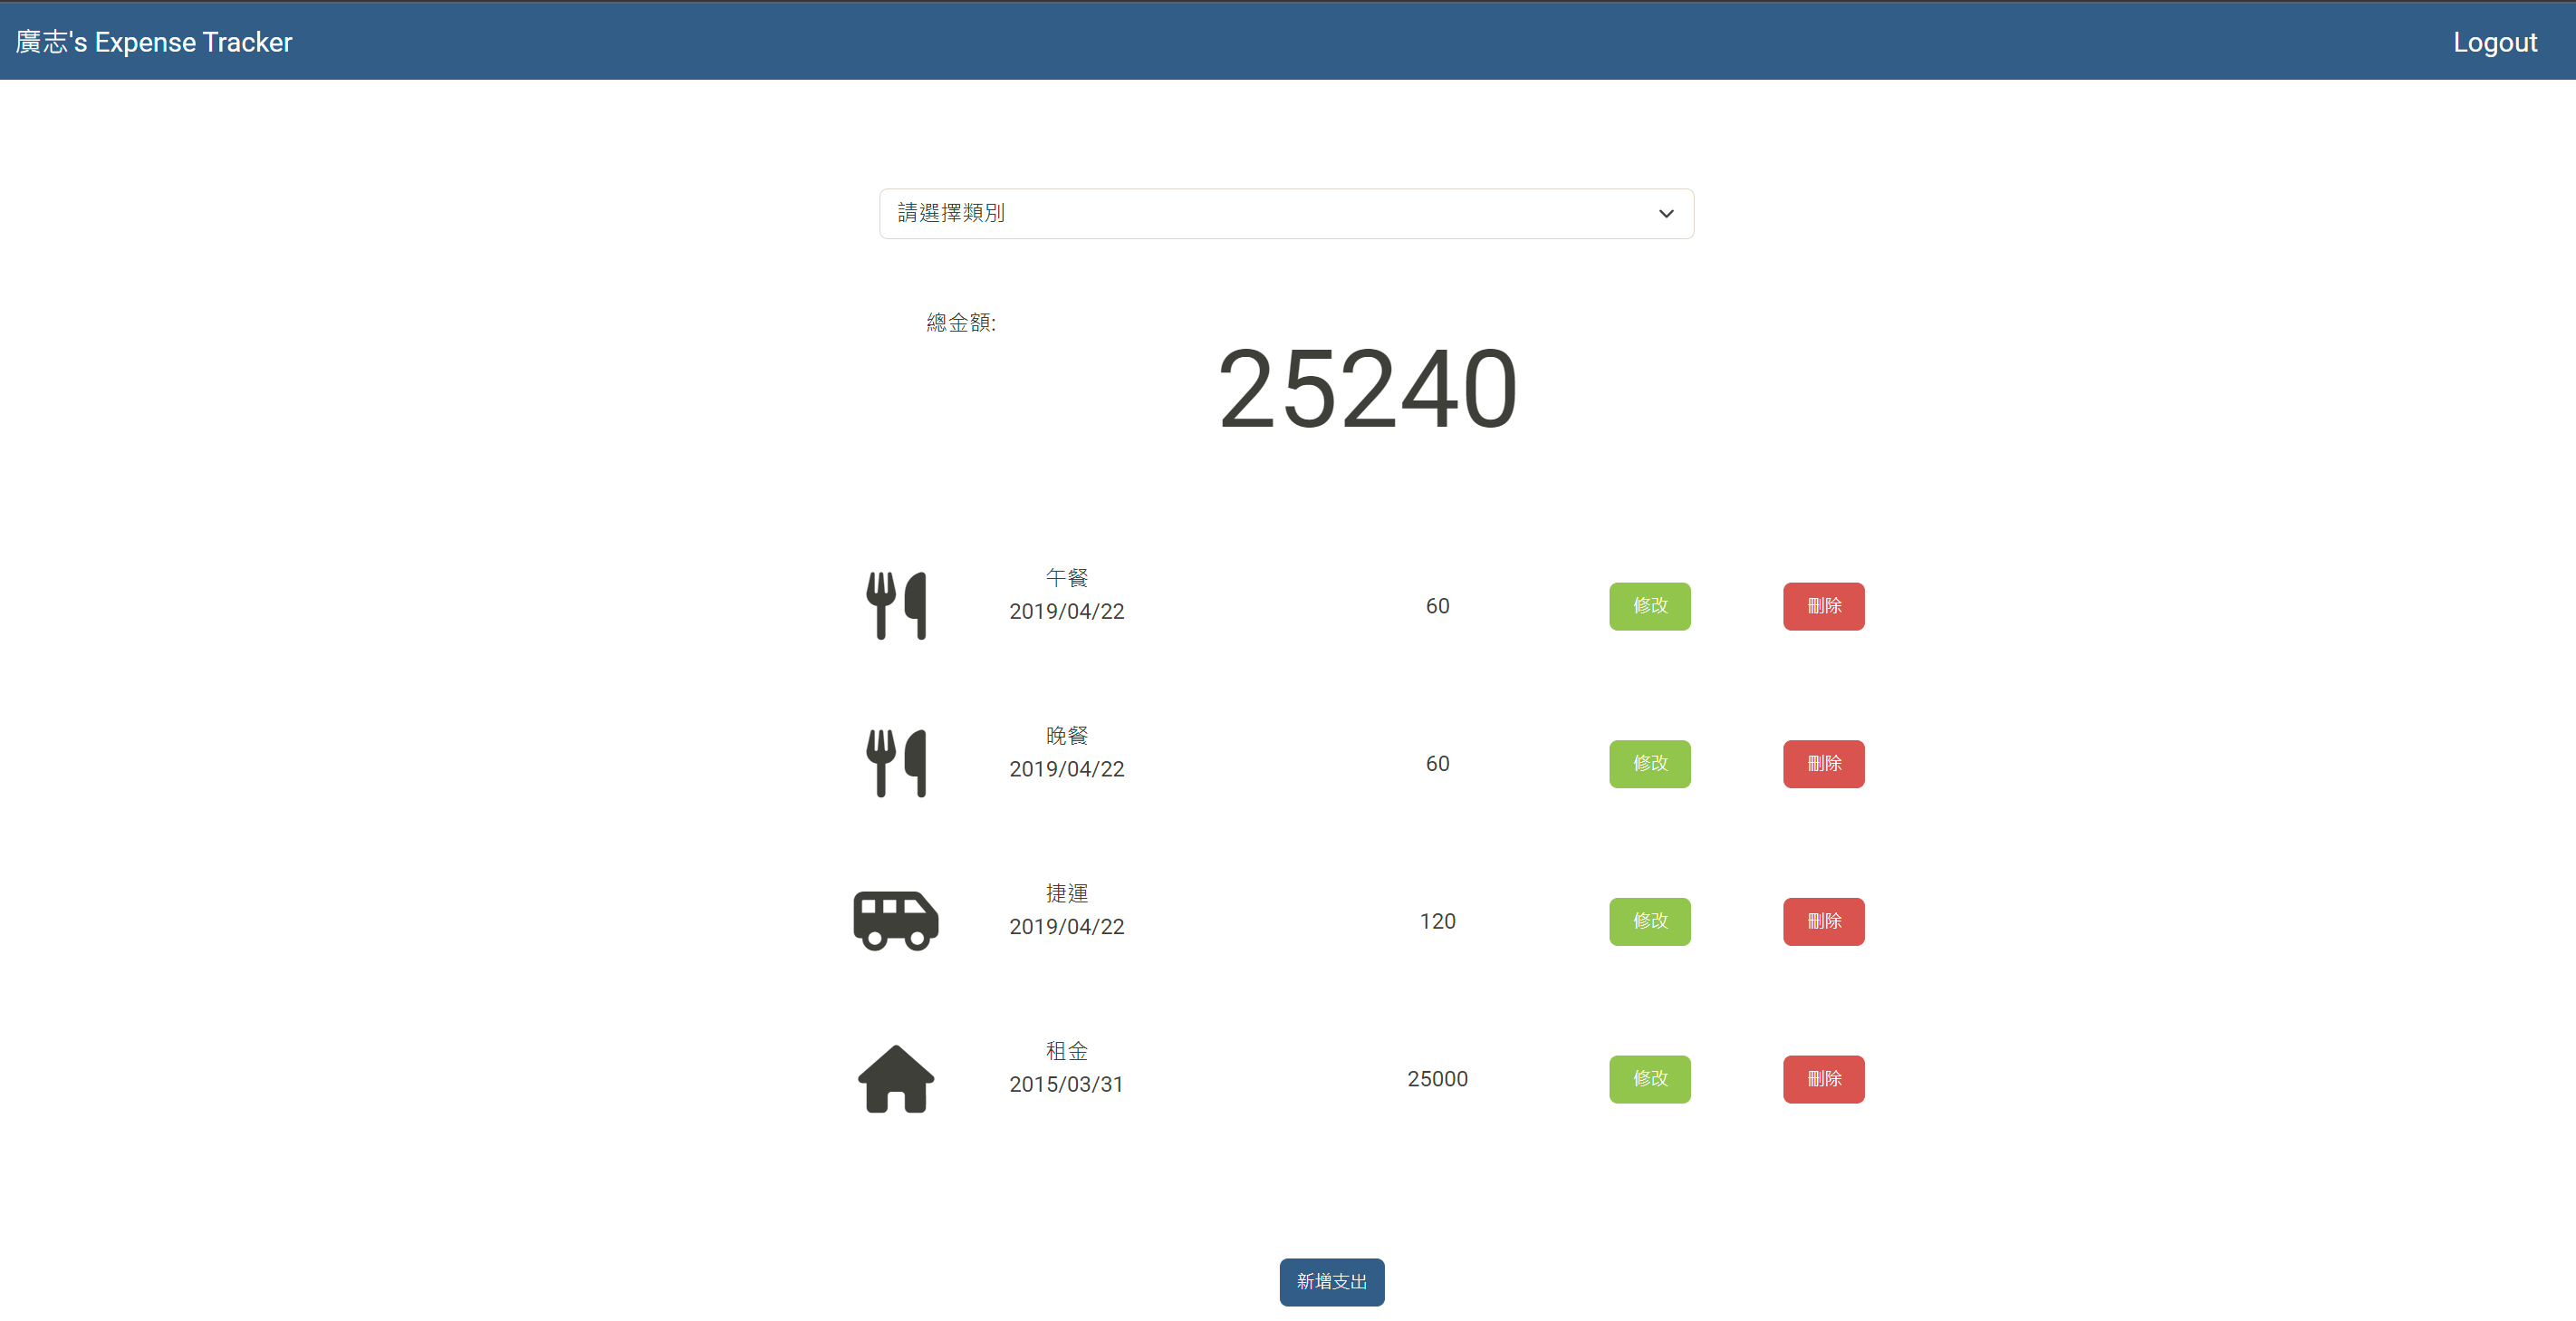 廣志's Expense Tracker
Logout
請選擇類別
總金額:
25240
午餐
2019/04/22
60
修改
刪除
晚餐
2019/04/22
60
修改
刪除
捷運
2019/04/22
120
修改
刪除
租金
2015/03/31
25000
修改
刪除
新增支出